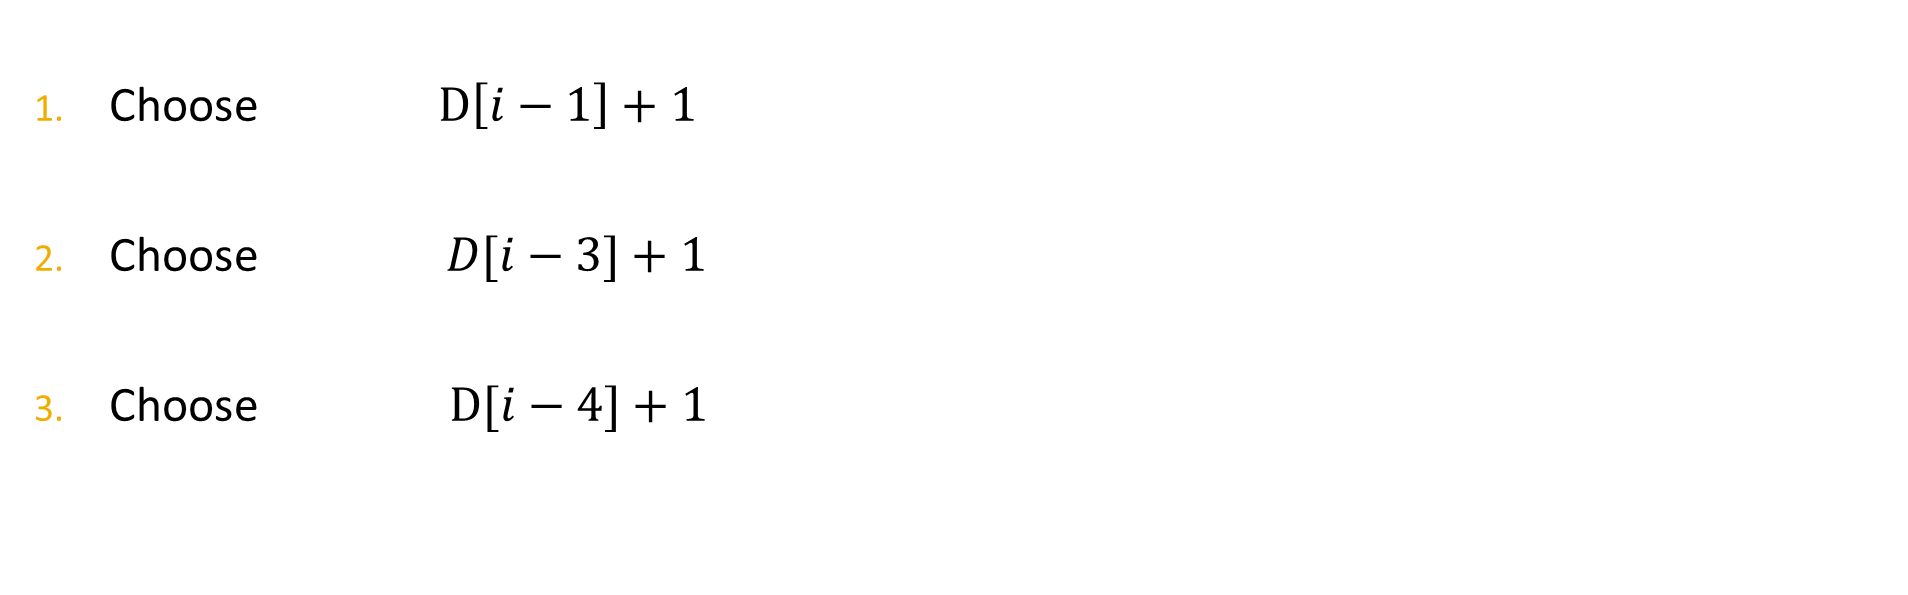 1. Choose D[i − 1] + 1
2. Choose D[i − 3] + 1
3. Choose D[i − 4] + 1